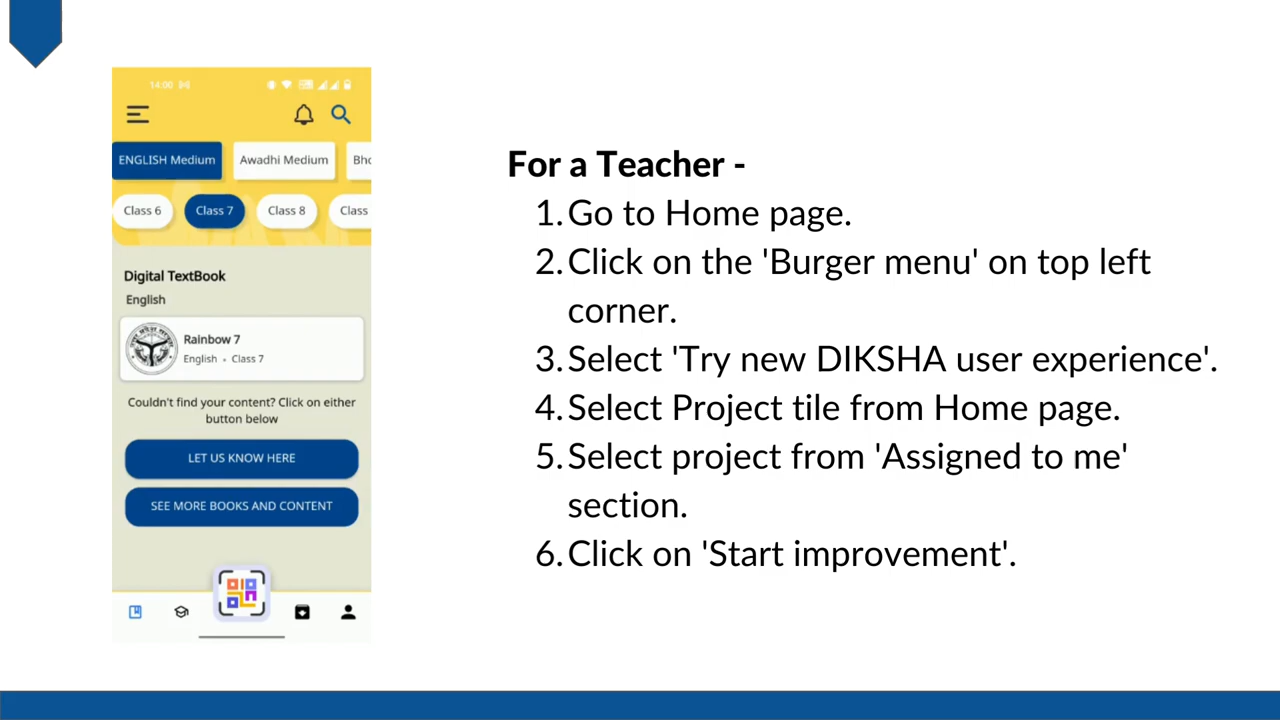 14:00
ENGLISH Medium
Awadhi Medium
Bho
Class 6
Class 7
Class 8
Class
Digital TextBook
English
Rainbow 7
English • Class 7
Couldn't find your content? Click on either
button below
LET US KNOW HERE
SEE MORE BOOKS AND CONTENT
For a Teacher -
1. Go to Home page.
2. Click on the 'Burger menu' on top left
corner.
3. Select 'Try new DIKSHA user experience'.
4. Select Project tile from Home page.
5. Select project from 'Assigned to me'
section.
6. Click on 'Start improvement'.